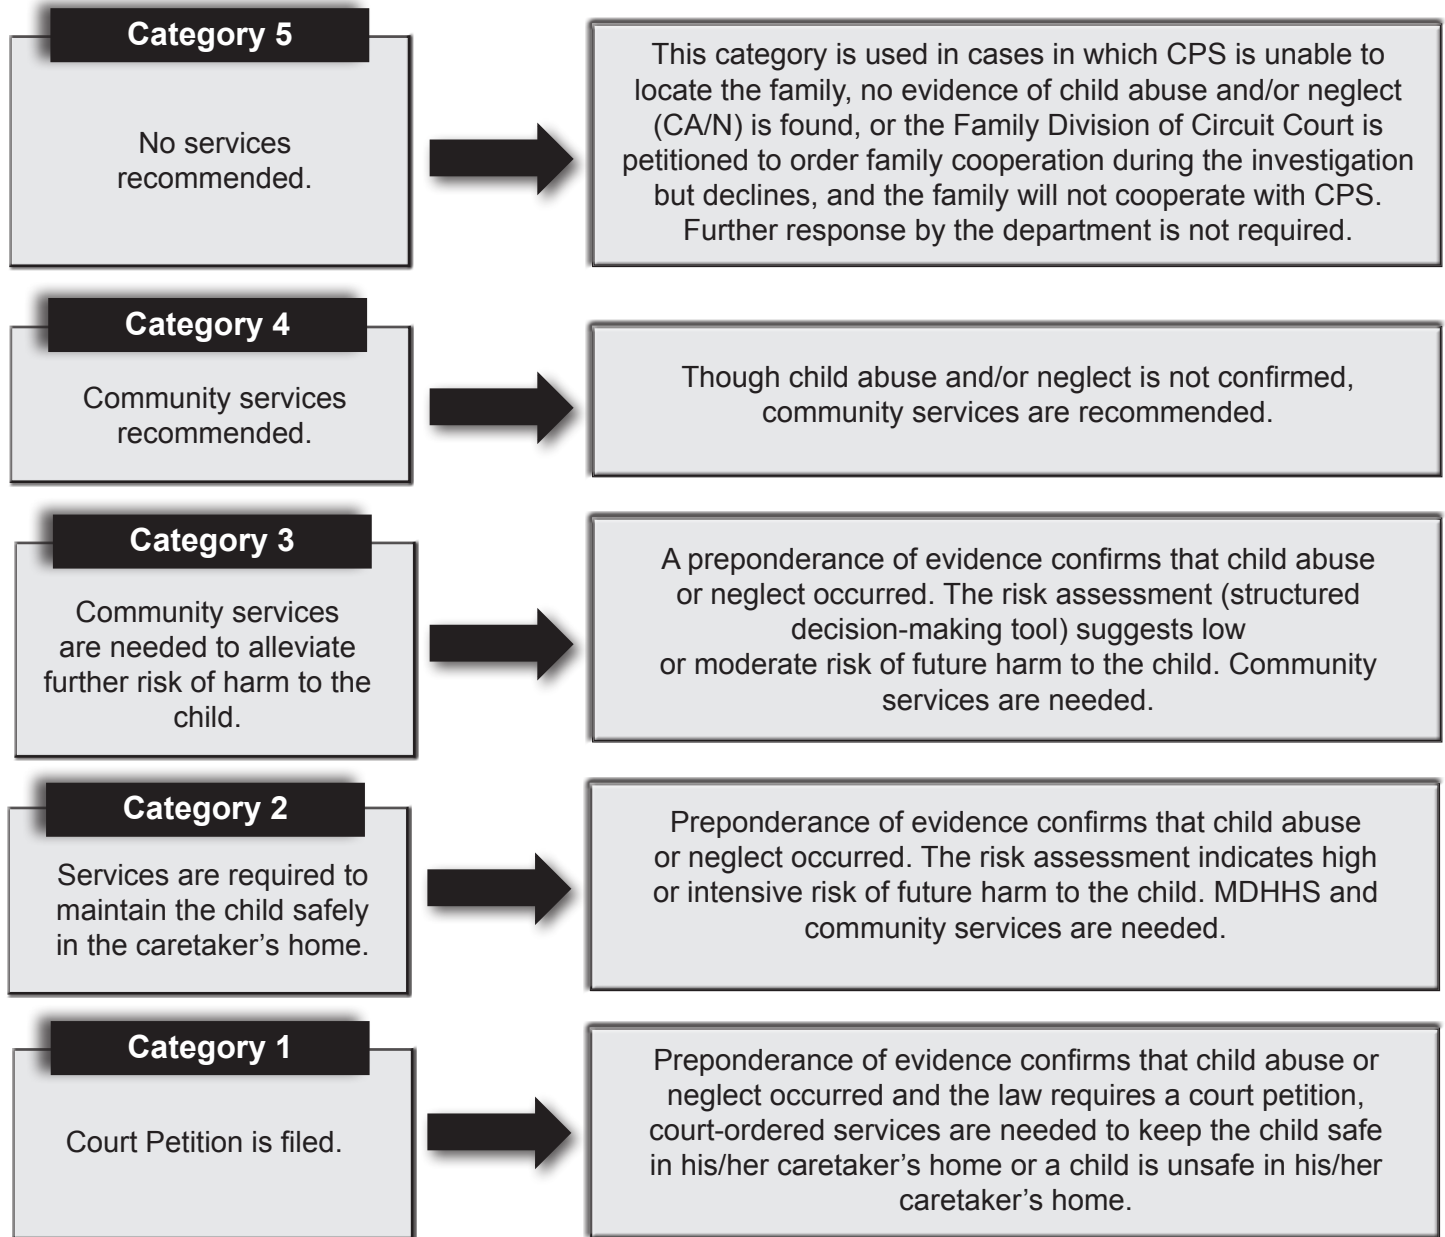 Category 5
No services
recommended.
This category is used in cases in which CPS is unable to
locate the family, no evidence of child abuse and/or neglect
(CA/N) is found, or the Family Division of Circuit Court is
petitioned to order family cooperation during the investigation
but declines, and the family will not cooperate with CPS.
Further response by the department is not required.
Category 4
Community services
recommended.
Though child abuse and/or neglect is not confirmed,
community services are recommended.
Category 3
Community services
are needed to alleviate
further risk of harm to the
child.
A preponderance of evidence confirms that child abuse
or neglect occurred. The risk assessment (structured
decision-making tool) suggests low
or moderate risk of future harm to the child. Community
services are needed.
Category 2
Services are required to
maintain the child safely
in the caretaker's home.
Preponderance of evidence confirms that child abuse
or neglect occurred. The risk assessment indicates high
or intensive risk of future harm to the child. MDHHS and
community services are needed.
Category 1
Court Petition is filed.
Preponderance of evidence confirms that child abuse or
neglect occurred and the law requires a court petition,
court-ordered services are needed to keep the child safe
in his/her caretaker's home or a child is unsafe in his/her
caretaker's home.